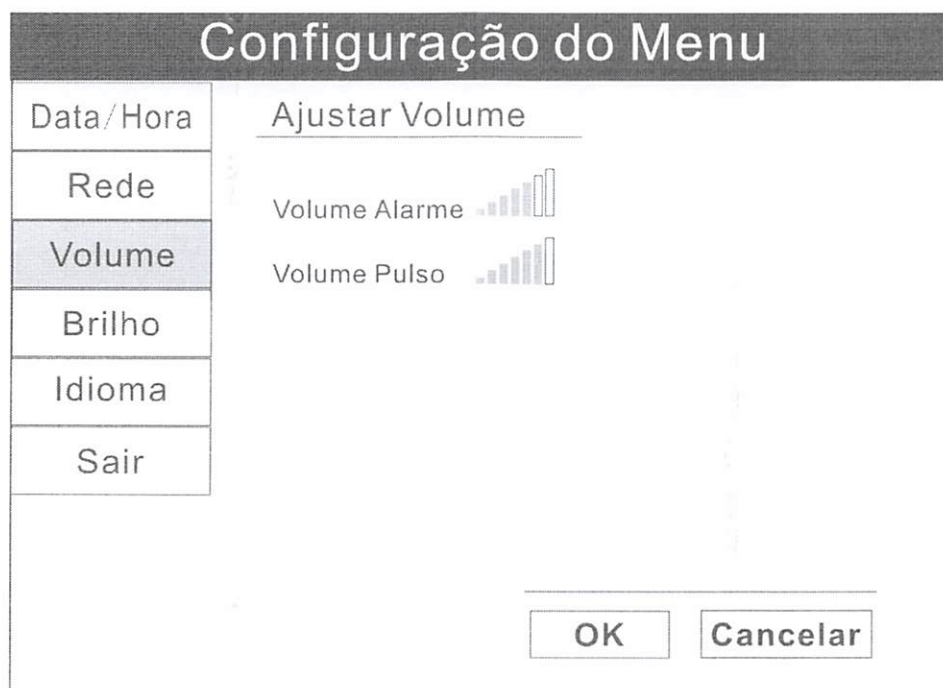 Configuração do Menu
Data/Hora
Rede
Volume
Brilho
Idioma
Sair
Ajustar Volume
Volume Alarme
Volume Pulso
OK
Cancelar